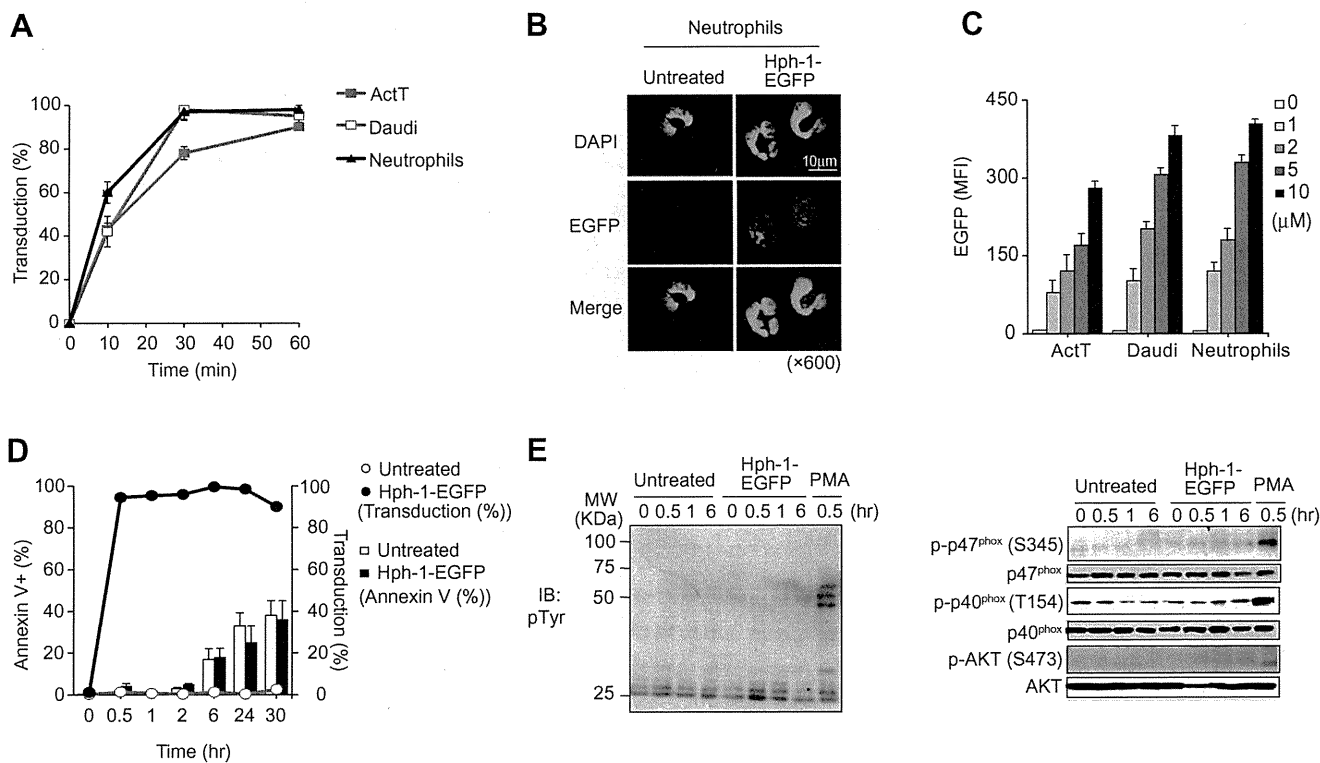 A
Transduction (%)
100
80
60
40
20
0
0 10 20 30 40 50 60
Time (min)
ActT
Daudi
Neutrophils
B
Neutrophils
Untreated
Hph-1-
EGFP
DAPI
10μm
EGFP
Merge
(×600)
C
EGFP (MFI)
450
300
150
0
ActT Daudi Neutrophils
0
1
2
5
10
(μM)
D
Annexin V+ (%)
100
80
60
40
20
0
100
80
60
40
20
0
Transduction (%)
0 0.5 1 2 6 24 30
Time (hr)
Untreated
Hph-1-EGFP
(Transduction (%))
Untreated
Hph-1-EGFP
(Annexin V (%))
E
MW
(KDa)
Untreated
Hph-1-
EGFP
PMA
0 0.5 1 6 0 0.5 1 6 0.5 (hr)
100
75
50
25
IB:
pTyr
Untreated
Hph-1-
EGFP
PMA
0 0.5 1 6 0 0.5 1 6 0.5 (hr)
p-p47phox (S345)
p47phox
p-p40phox (T154)
p40phox
p-AKT (S473)
AKT